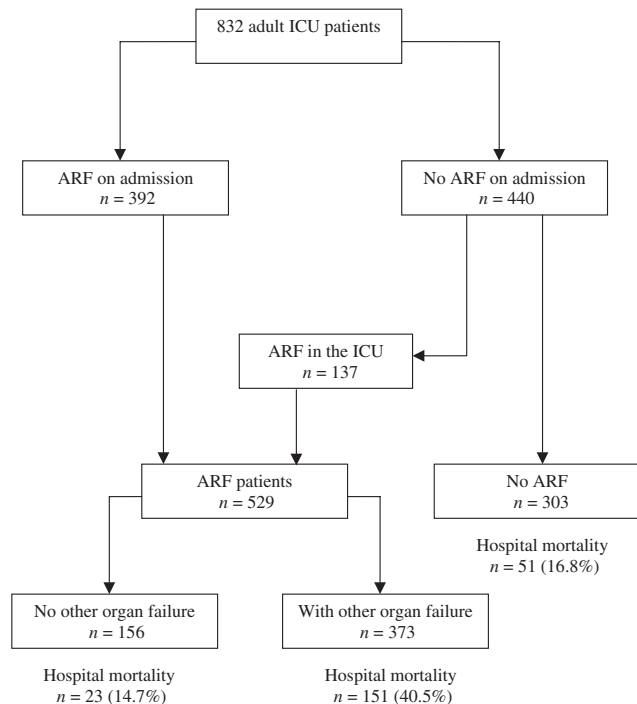 832 adult ICU patients
ARF on admission
n = 392
No ARF on admission
n = 440
ARF in the ICU
n = 137
ARF patients
n = 529
No ARF
n = 303
Hospital mortality
n = 51 (16.8%)
No other organ failure
n = 156
With other organ failure
n = 373
Hospital mortality
n = 23 (14.7%)
Hospital mortality
n = 151 (40.5%)